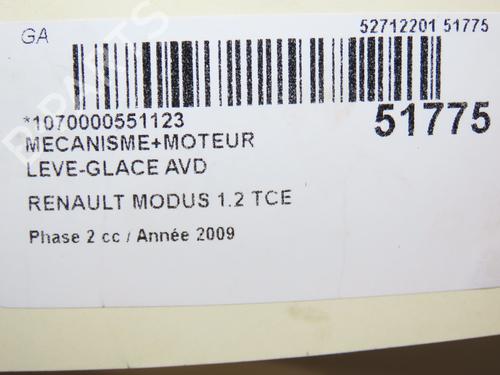 GA
52712201 51775
*1070000551123
51775
MECANISME+MOTEUR
LEVE-GLACE AVD
RENAULT MODUS 1.2 TCE
Phase 2 cc / Année 2009
B-PARTS